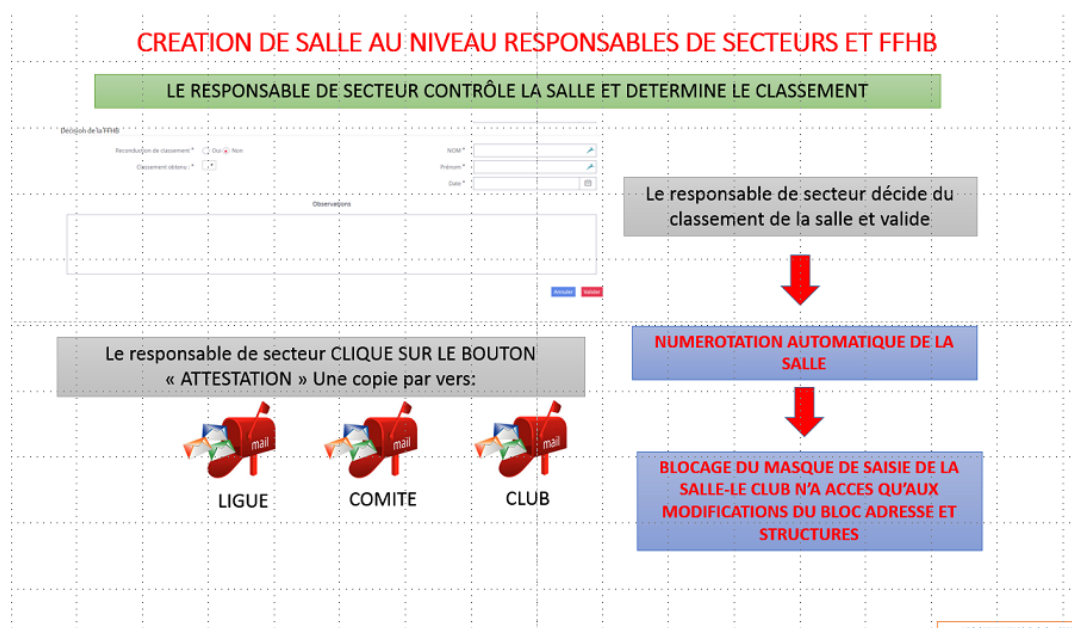 CREATION DE SALLE AU NIVEAU RESPONSABLES DE SECTEURS ET FFHB
LE RESPONSABLE DE SECTEUR CONTRÔLE LA SALLE ET DETERMINE LE CLASSEMENT
Décision de la FFHB
Reconduction de classement * Oui Non
Classement obtenu : *
NOM *
Prénom *
Date *
Observations
Annuler Valider
Le responsable de secteur décide du
classement de la salle et valide
NUMEROTATION AUTOMATIQUE DE LA
SALLE
BLOCAGE DU MASQUE DE SAISIE DE LA
SALLE-LE CLUB N'A ACCES QU'AUX
MODIFICATIONS DU BLOC ADRESSE ET
STRUCTURES
Le responsable de secteur CLIQUE SUR LE BOUTON
« ATTESTATION » Une copie par vers:
mail mail mail
LIGUE COMITE CLUB